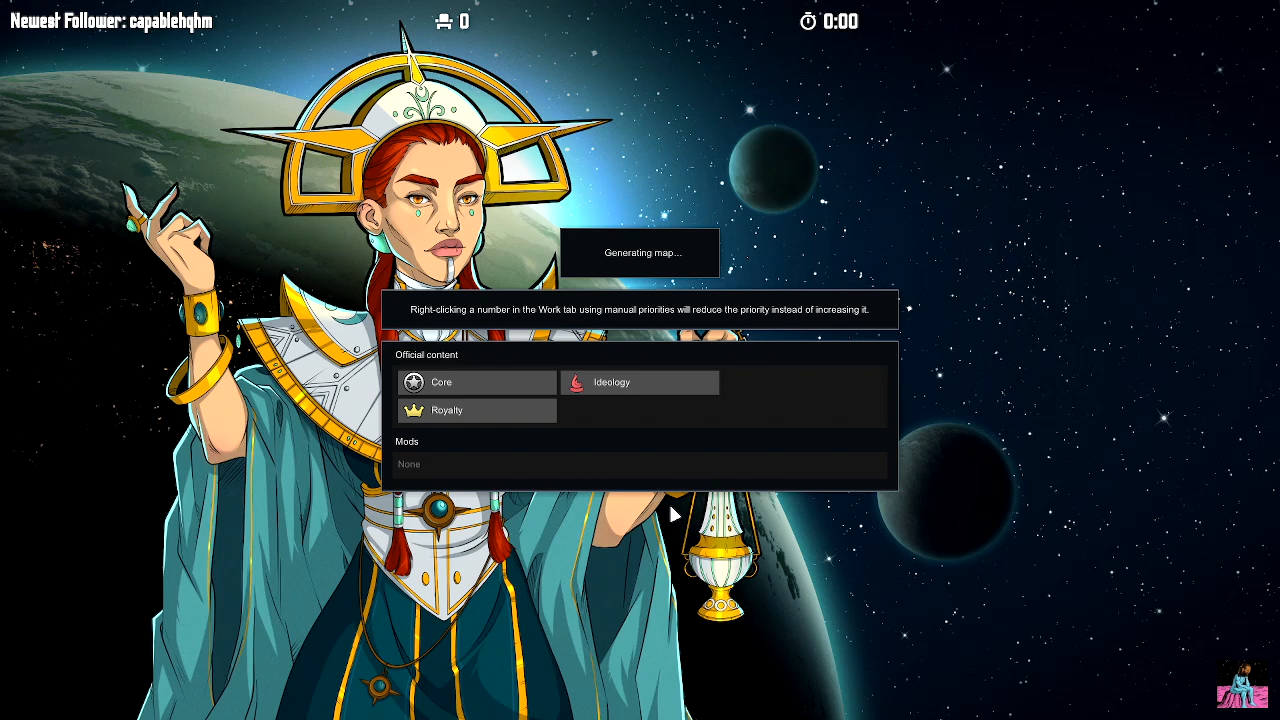 Newest Follower: capablehqhm
0
0:00
Generating map...
Right-clicking a number in the Work tab using manual priorities will reduce the priority instead of increasing it.
Official content
Core
Ideology
Royalty
Mods
None